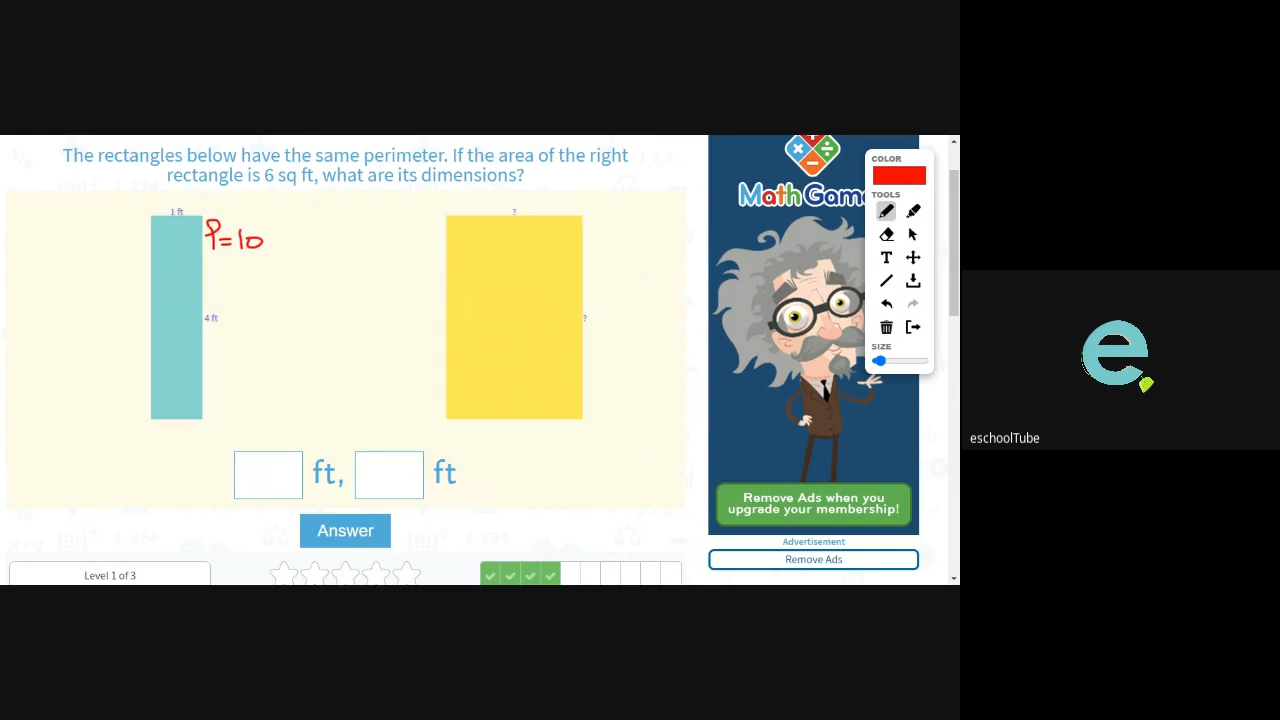 The rectangles below have the same perimeter. If the area of the right
rectangle is 6 sq ft, what are its dimensions?
1 ft
P=10
4 ft
?
?
ft,
ft
Answer
Level 1 of 3
Math Gam
Remove Ads when you
upgrade your membership!
Advertisement
Remove Ads
COLOR
TOOLS
T
SIZE
e
eschoolTube